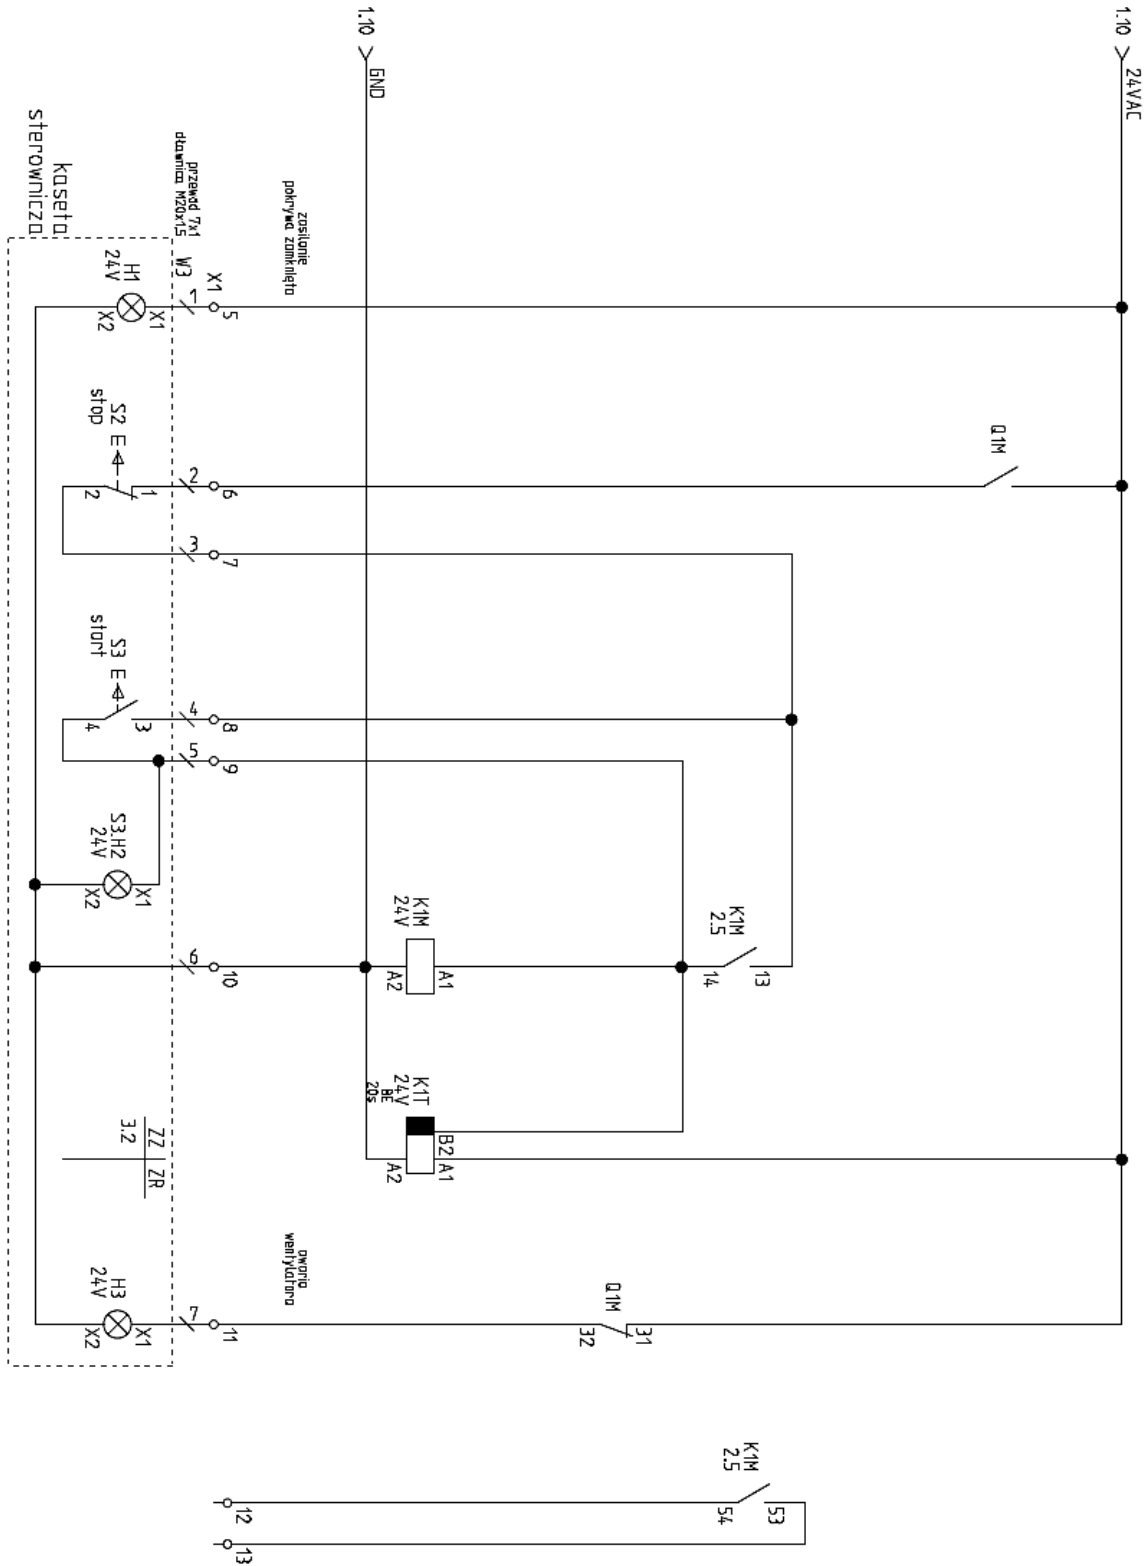 1.10
24VAC
1.10
GND
Q1M
zasilanie
pokrywa zamknięta
przewód 7x1
dławnica M20x1.5
kaseta
sterownicza
W3
X1
1
5
H1
24V
X1
X2
S2
stop
E
1
2
2
6
3
7
S3
start
E
3
4
4
8
5
9
S3.H2
24V
X1
X2
6
10
K1M
24V
A1
A2
K1M
2.5
13
14
K1T
24V
BE
20s
B2
A1
A2
ZZ
ZR
3.2
awaria
wentylatora
H3
24V
X1
X2
7
11
Q1M
31
32
K1M
2.5
53
54
12
13